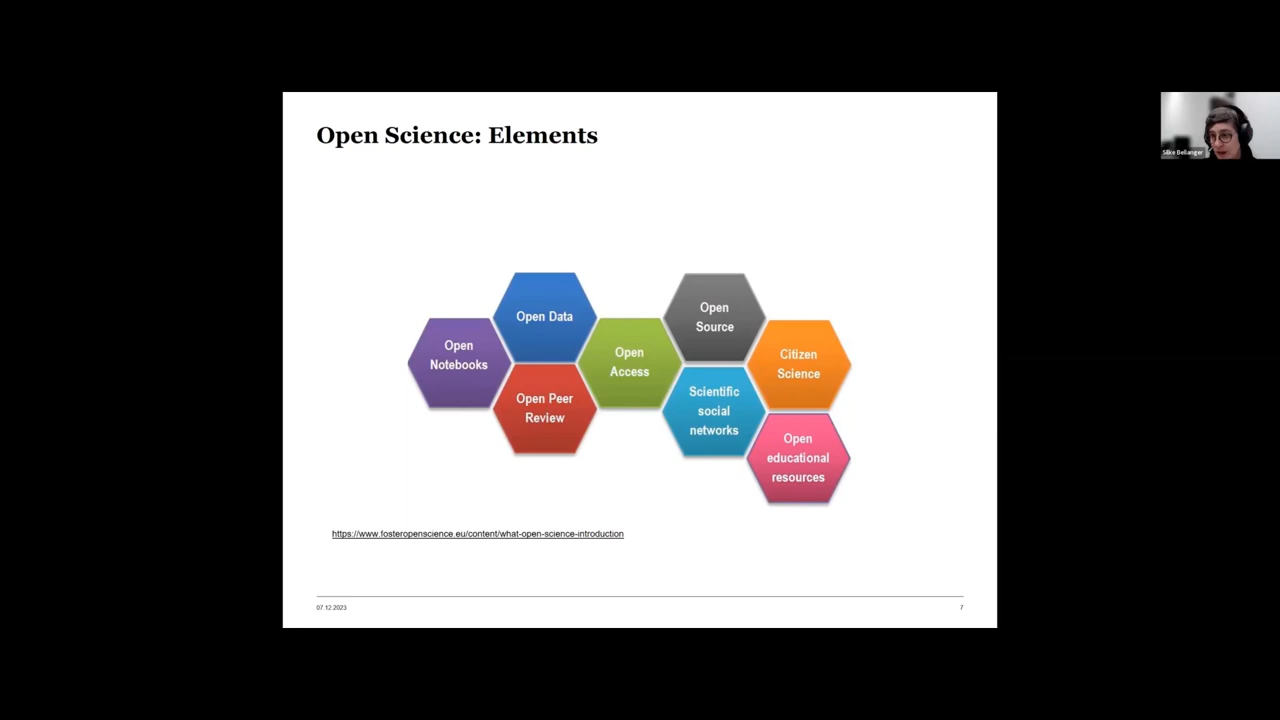 Open Science: Elements
Silke Bellanger
Open
Notebooks
Open Data
Open Peer
Review
Open
Access
Open
Source
Scientific
social
networks
Citizen
Science
Open
educational
resources
https://www.fosteropenscience.eu/content/what-open-science-introduction
07.12.2023
7